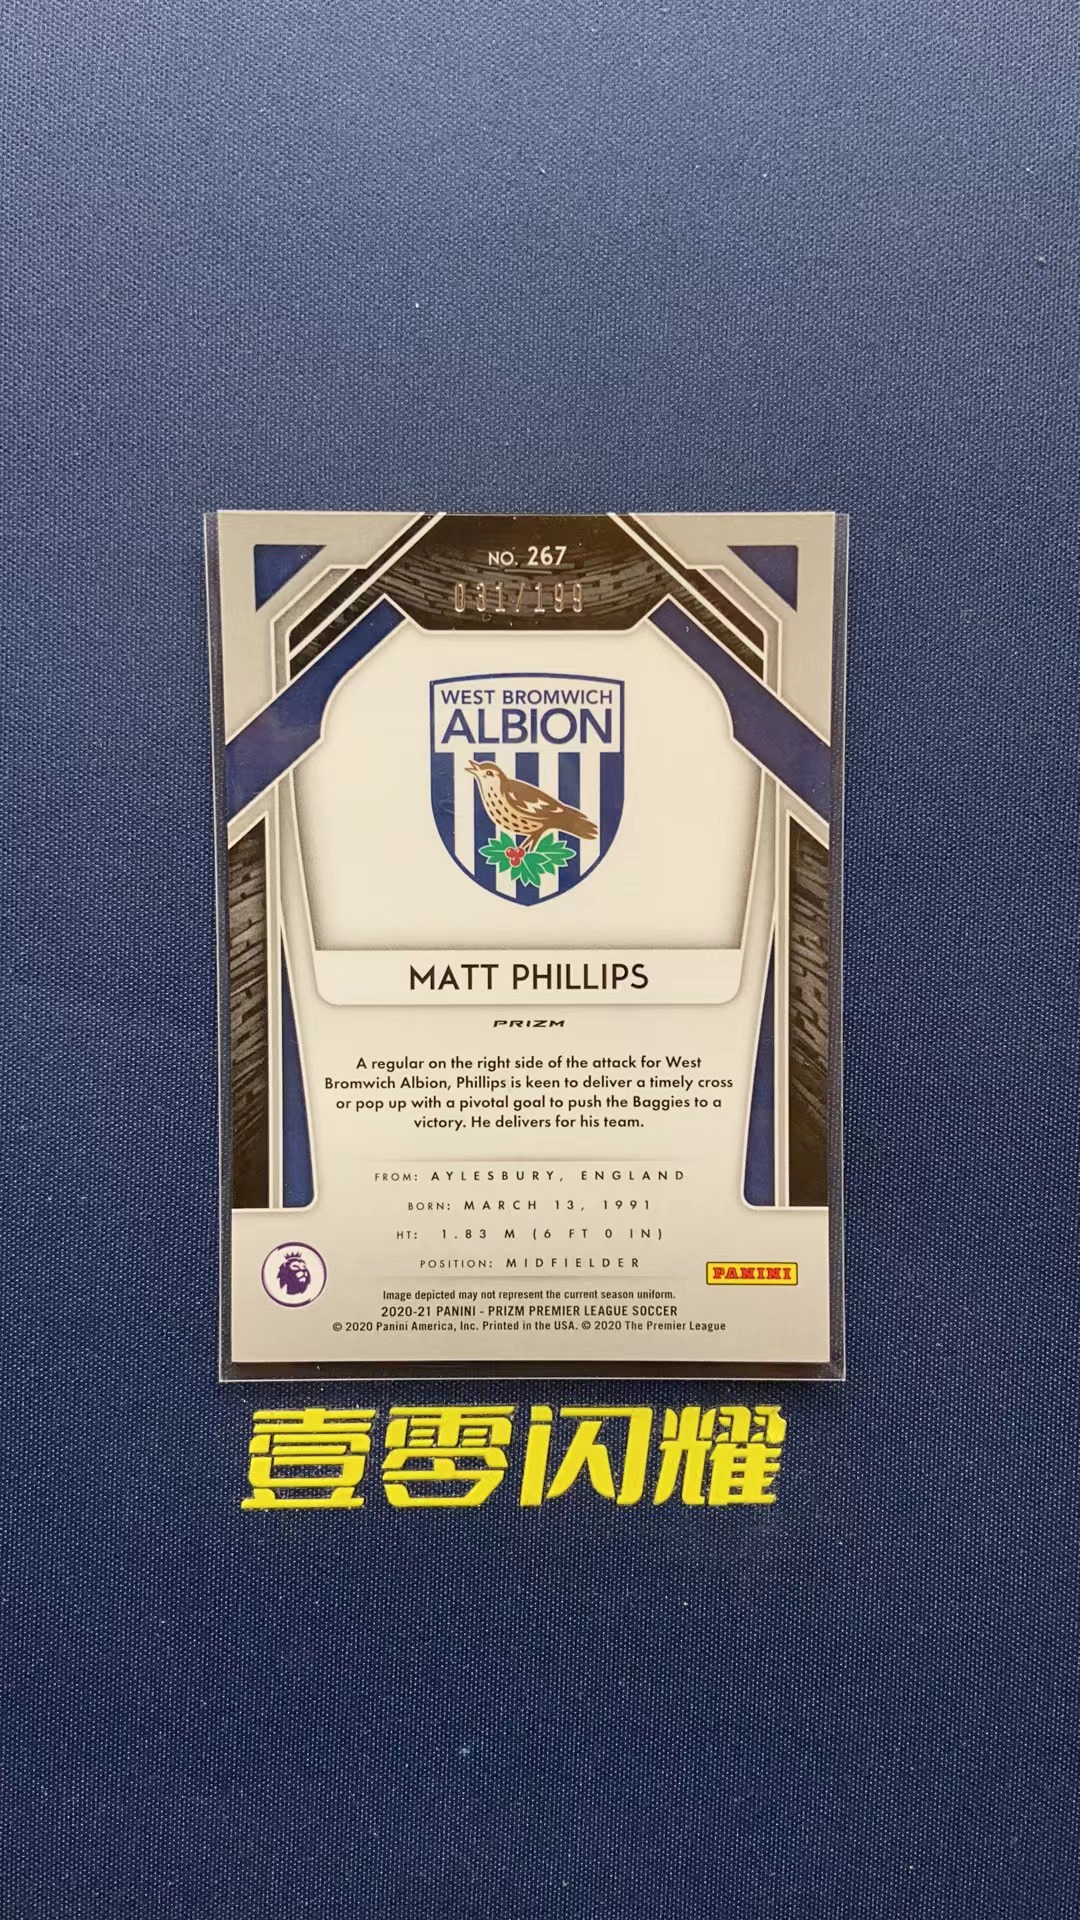 NO. 267
031/199
WEST BROMWICH
ALBION
MATT PHILLIPS
PRIZM
A regular on the right side of the attack for West
Bromwich Albion, Phillips is keen to deliver a timely cross
or pop up with a pivotal goal to push the Baggies to a
victory. He delivers for his team.
FROM: AYLESBURY, ENGLAND
BORN: MARCH 13, 1991
HT: 1.83 M (6 FT 0 IN)
POSITION: MIDFIELDER
PANINI
Image depicted may not represent the current season uniform.
2020-21 PANINI - PRIZM PREMIER LEAGUE SOCCER
© 2020 Panini America, Inc. Printed in the USA. © 2020 The Premier League
壹零闪耀